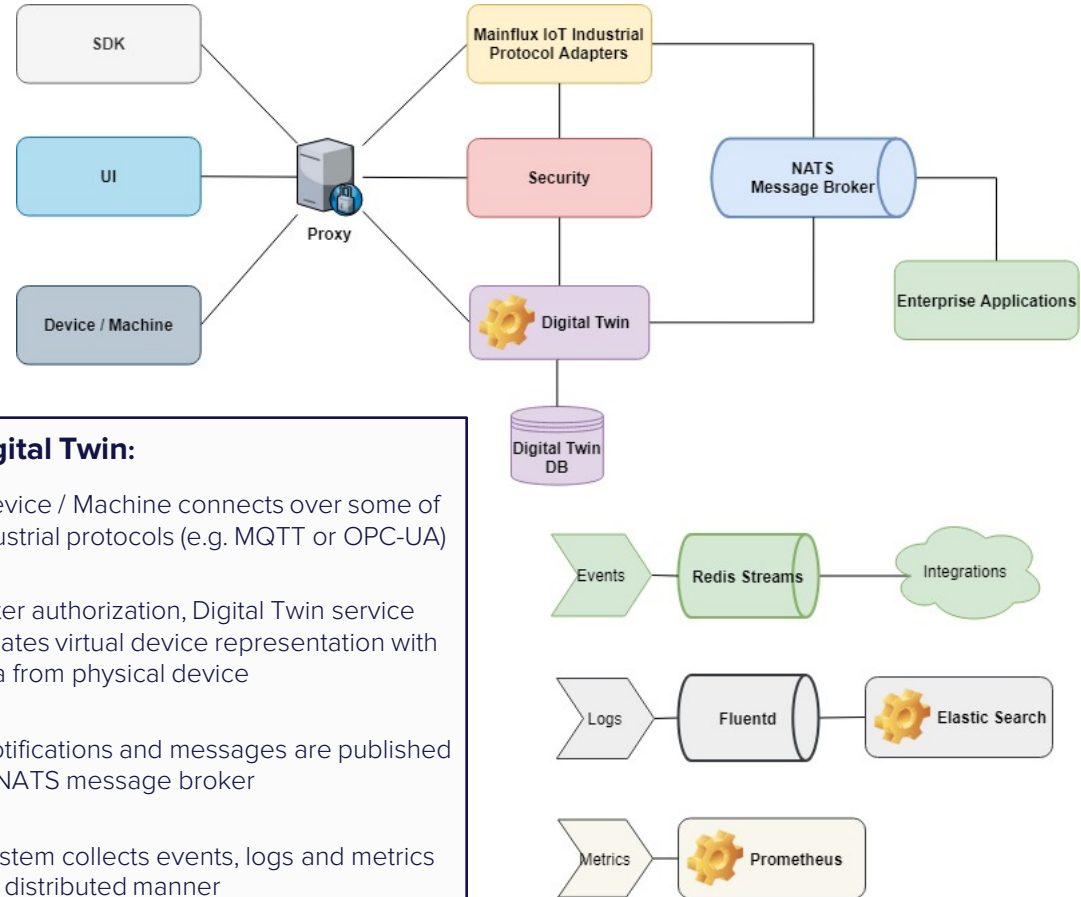 SDK
Mainflux IoT Industrial
Protocol Adapters
UI
Proxy
Security
NATS
Message Broker
Device / Machine
Digital Twin
Enterprise Applications
Digital Twin
DB
gital Twin:
evice / Machine connects over some of
ustrial protocols (e.g. MQTT or OPC-UA)
ter authorization, Digital Twin service
ates virtual device representation with
a from physical device
otifications and messages are published
NATS message broker
stem collects events, logs and metrics
distributed manner
Events
Redis Streams
Integrations
Logs
Fluentd
Elastic Search
Metrics
Prometheus